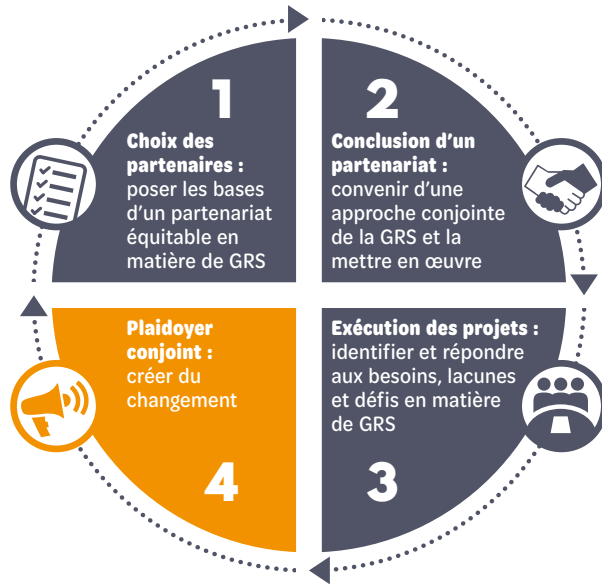 1
Choix des
partenaires :
poser les bases
d'un partenariat
équitable en
matière de GRS
2
Conclusion d'un
partenariat :
convenir d'une
approche conjointe
de la GRS et la
mettre en œuvre
Exécution des projets :
identifier et répondre
aux besoins, lacunes
et défis en matière
de GRS
3
Plaidoyer
conjoint :
créer du
changement
4